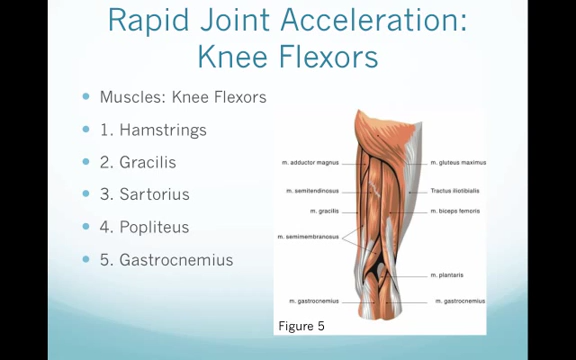 Rapid Joint Acceleration:
Knee Flexors
• Muscles: Knee Flexors
• 1. Hamstrings
• 2. Gracilis
• 3. Sartorius
• 4. Popliteus
• 5. Gastrocnemius
m. adductor magnus
m. semitendinosus
m. gracilis
m. semimembranosus
m. gastrocnemius
m. gluteus maximus
Tractus iliotibialis
m. biceps femoris
m. plantaris
m. gastrocnemius
Figure 5